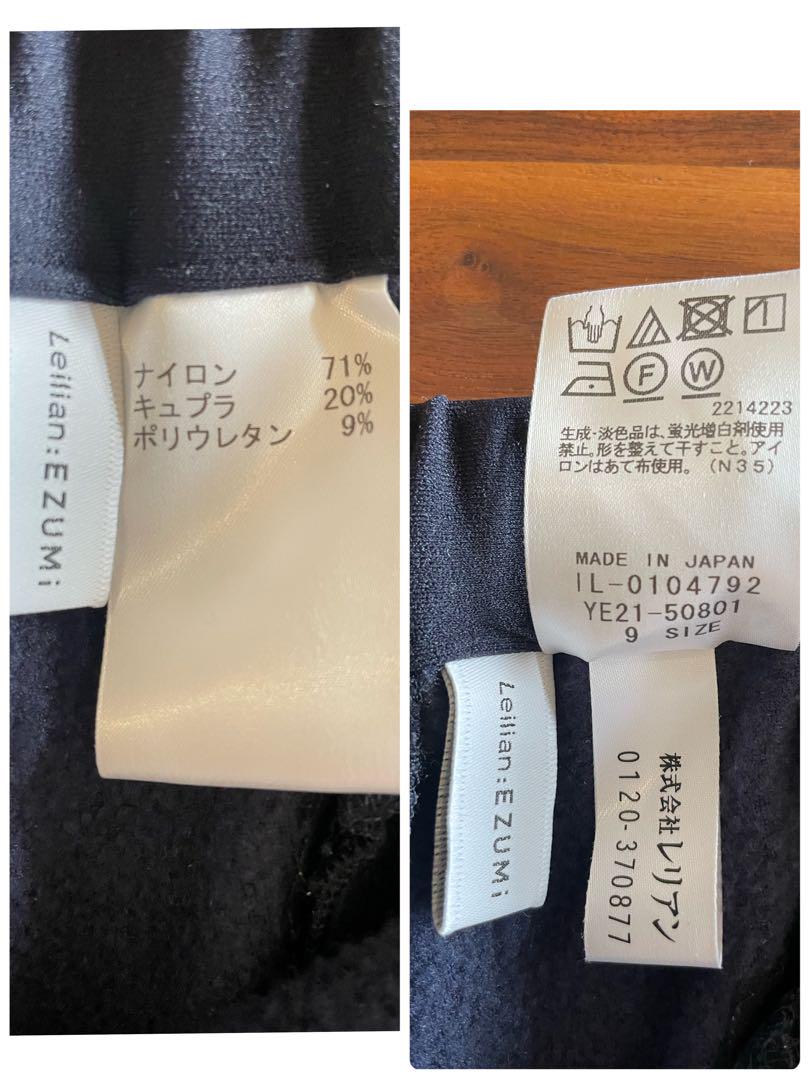 Leilian:EZUMi
ナイロン 71%
キュプラ 20%
ポリウレタン 9%
F W
2214223
生成・淡色品は、蛍光増白剤使用
禁止。形を整えて干すこと。アイ
ロンはあて布使用。(N35)
MADE IN JAPAN
IL-0104792
YE21-50801
9 SIZE
Leilian:EZUMi
株式会社レリアン
0120-370877